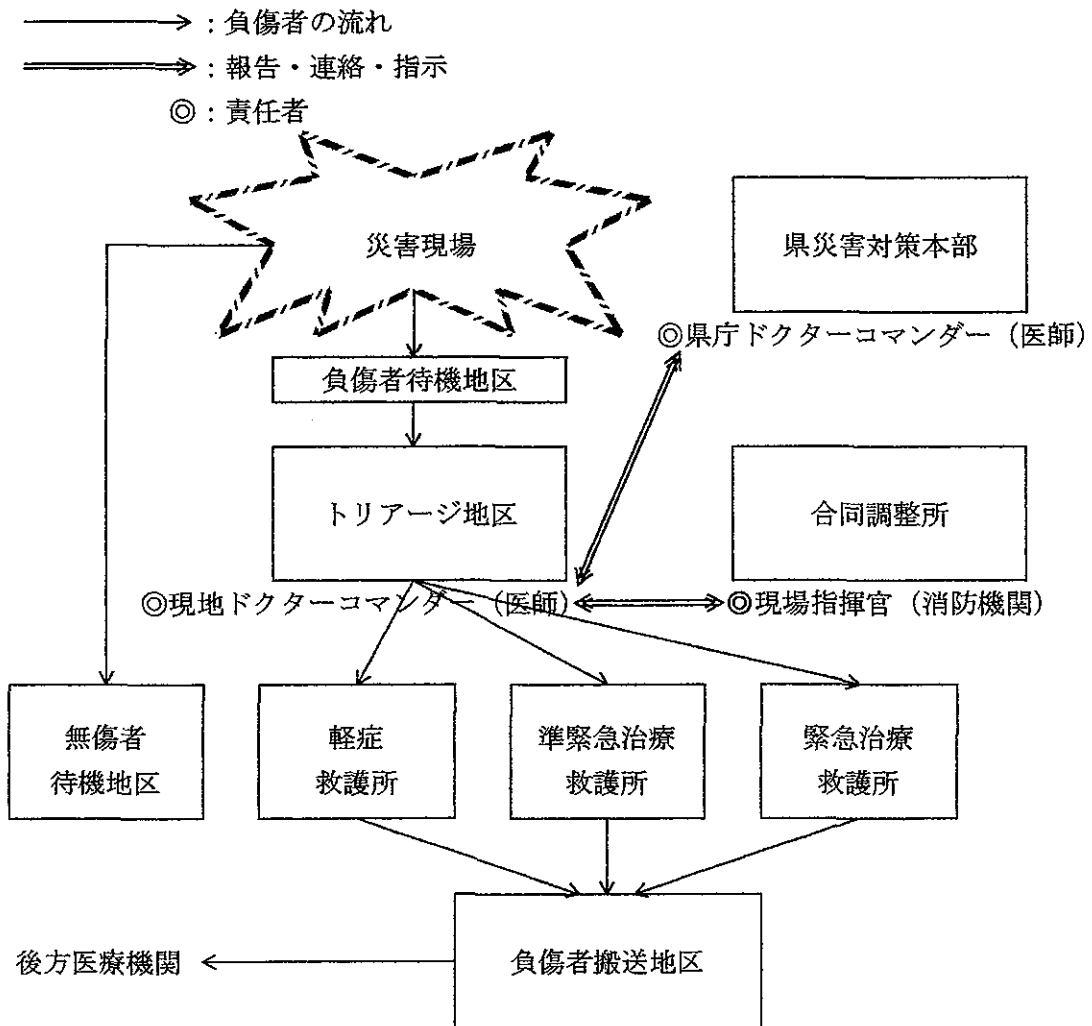 ：負傷者の流れ
：報告・連絡・指示
◎：責任者
災害現場
県災害対策本部
◎県庁ドクターコマンダー（医師）
負傷者待機地区
トリアージ地区
合同調整所
◎現地ドクターコマンダー（医師）
◎現場指揮官（消防機関）
無傷者
待機地区
軽症
救護所
準緊急治療
救護所
緊急治療
救護所
負傷者搬送地区
後方医療機関